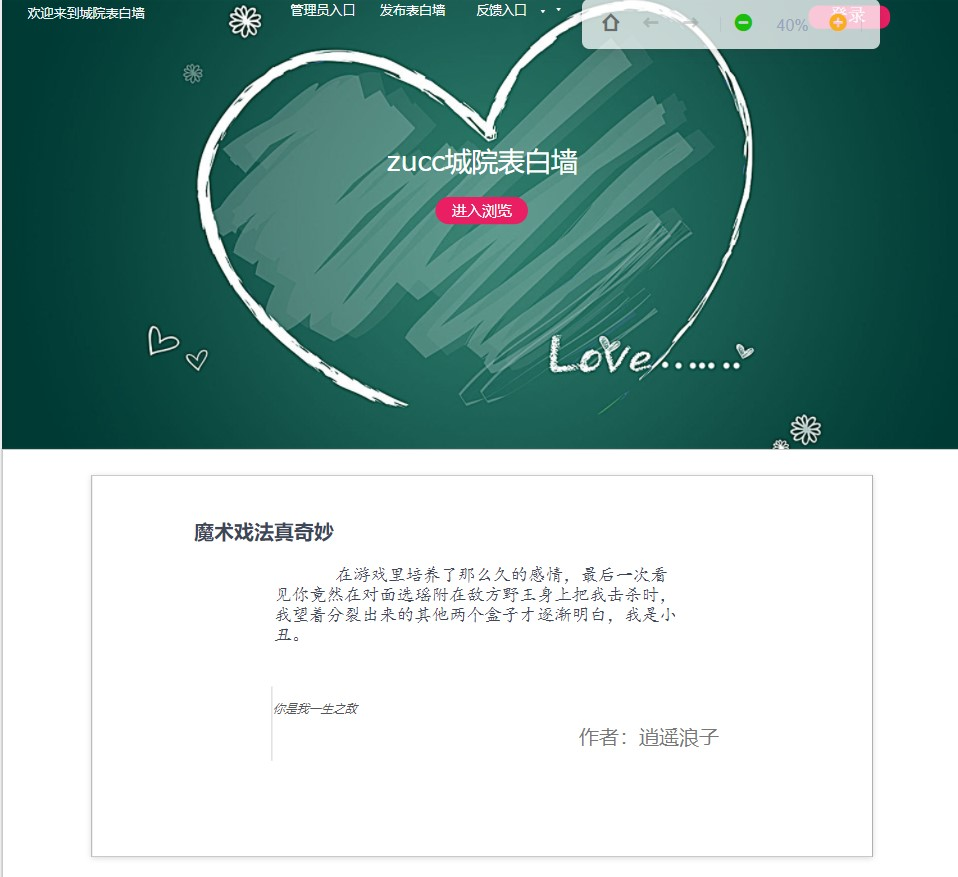 欢迎来到城院表白墙
管理员入口 发布表白墙 反馈入口
40%
登录
zucc城院表白墙
进入浏览
Love.......
魔术戏法真奇妙
在游戏里培养了那么久的感情，最后一次看
见你竟然在对面选瑶附在敌方野王身上把我击杀时，
我望着分裂出来的其他两个盒子才逐渐明白，我是小
丑。
你是我一生之敌
作者：逍遥浪子